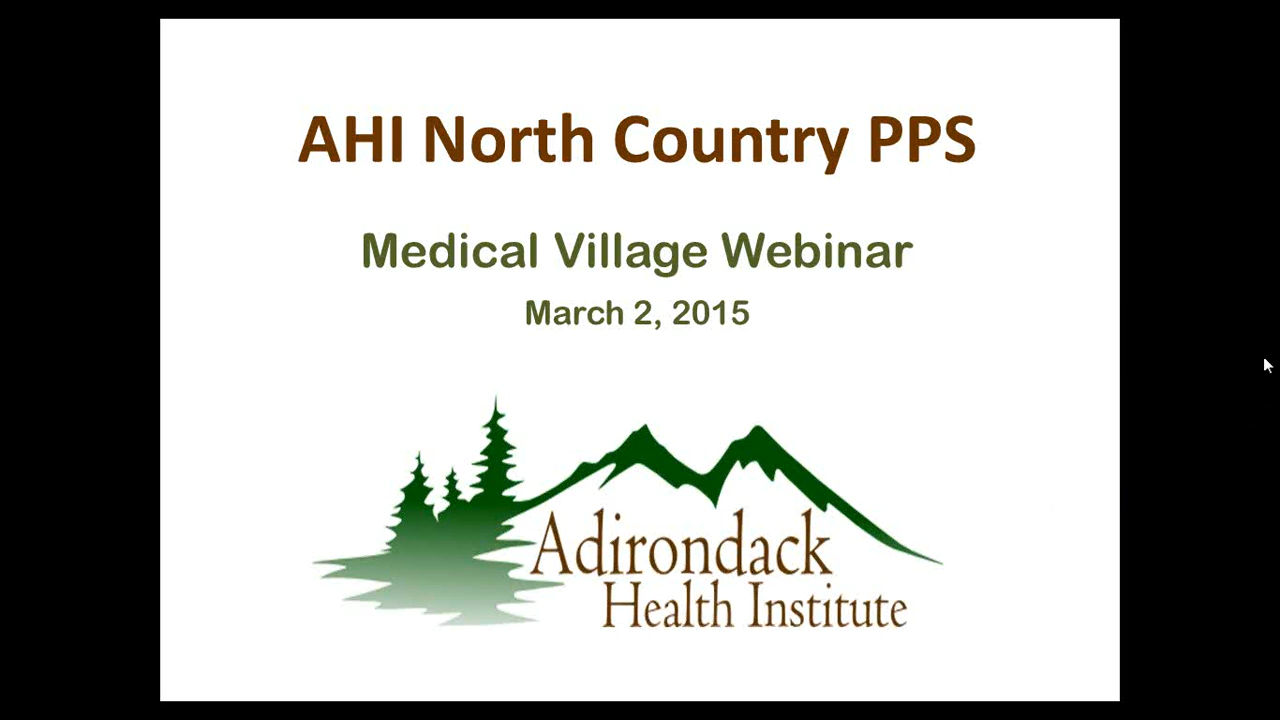 AHI North Country PPS
Medical Village Webinar
March 2, 2015
Adirondack
Health Institute